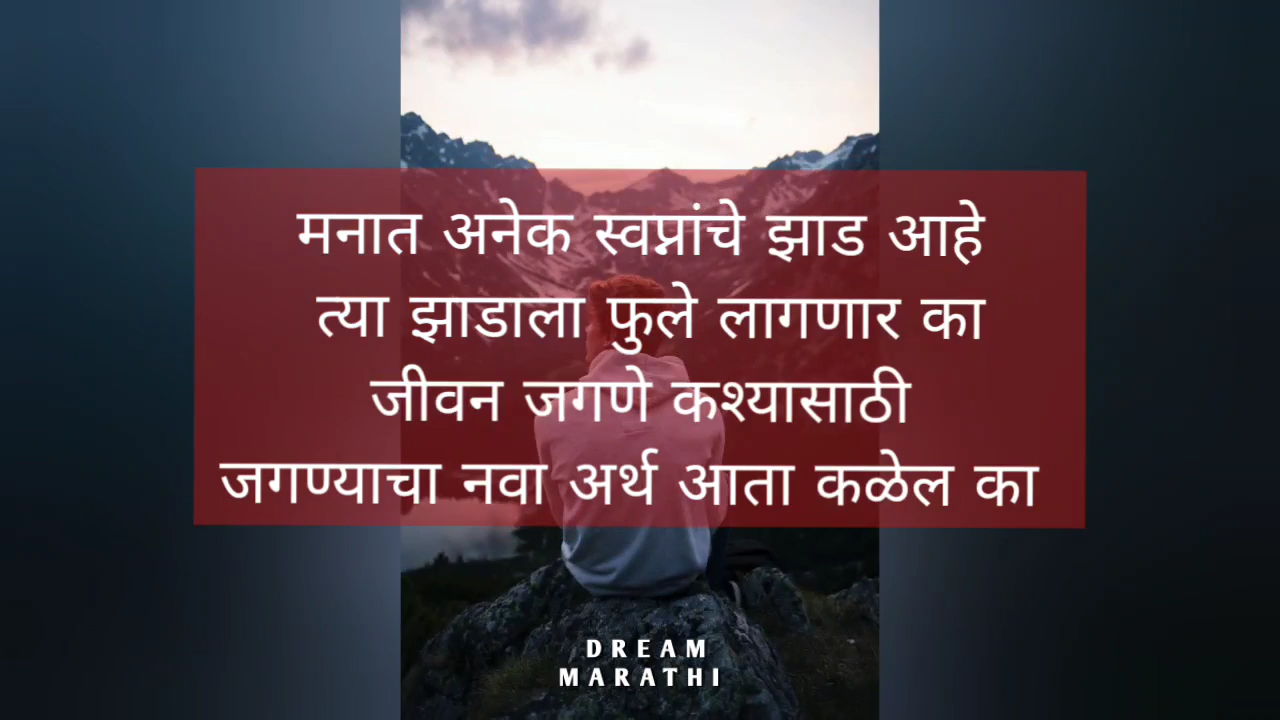 मनात अनेक स्वप्नांचे झाड आहे
त्या झाडाला फुले लागणार का
जीवन जगणे कश्यासाठी
जगण्याचा नवा अर्थ आता कळेल का
DREAM
MARATHI